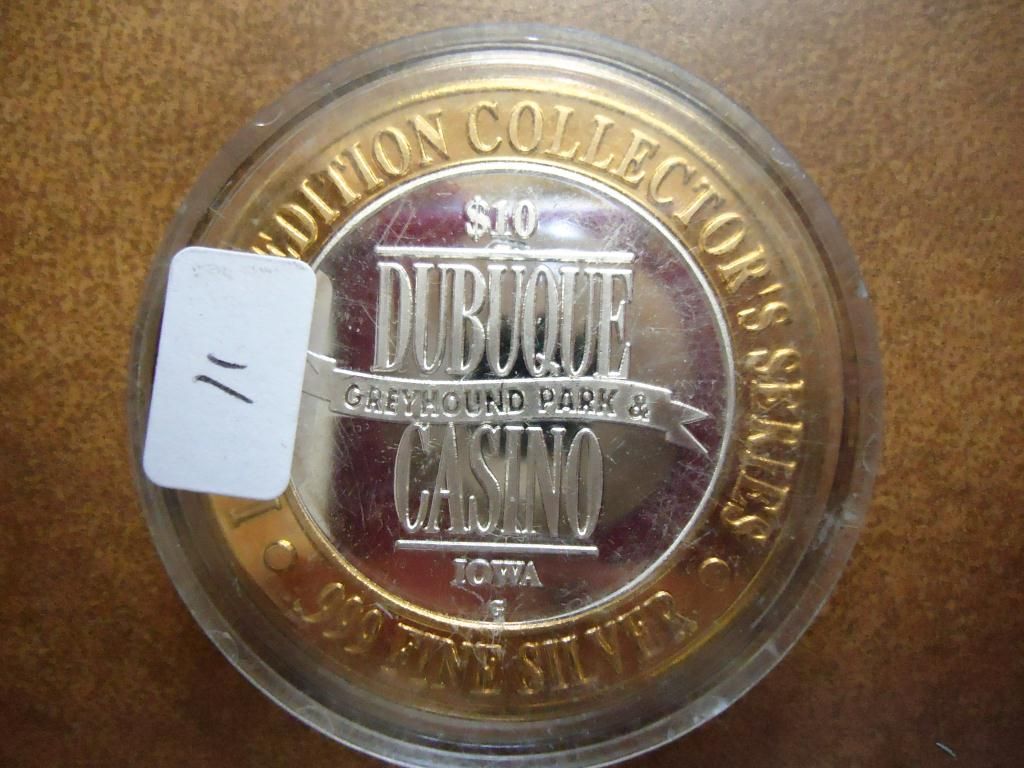 EDITION COLLECTOR'S SERIES
$10
DUBUQUE
GREYHOUND PARK &
CASINO
IOWA
G
.999 FINE SILVER
11